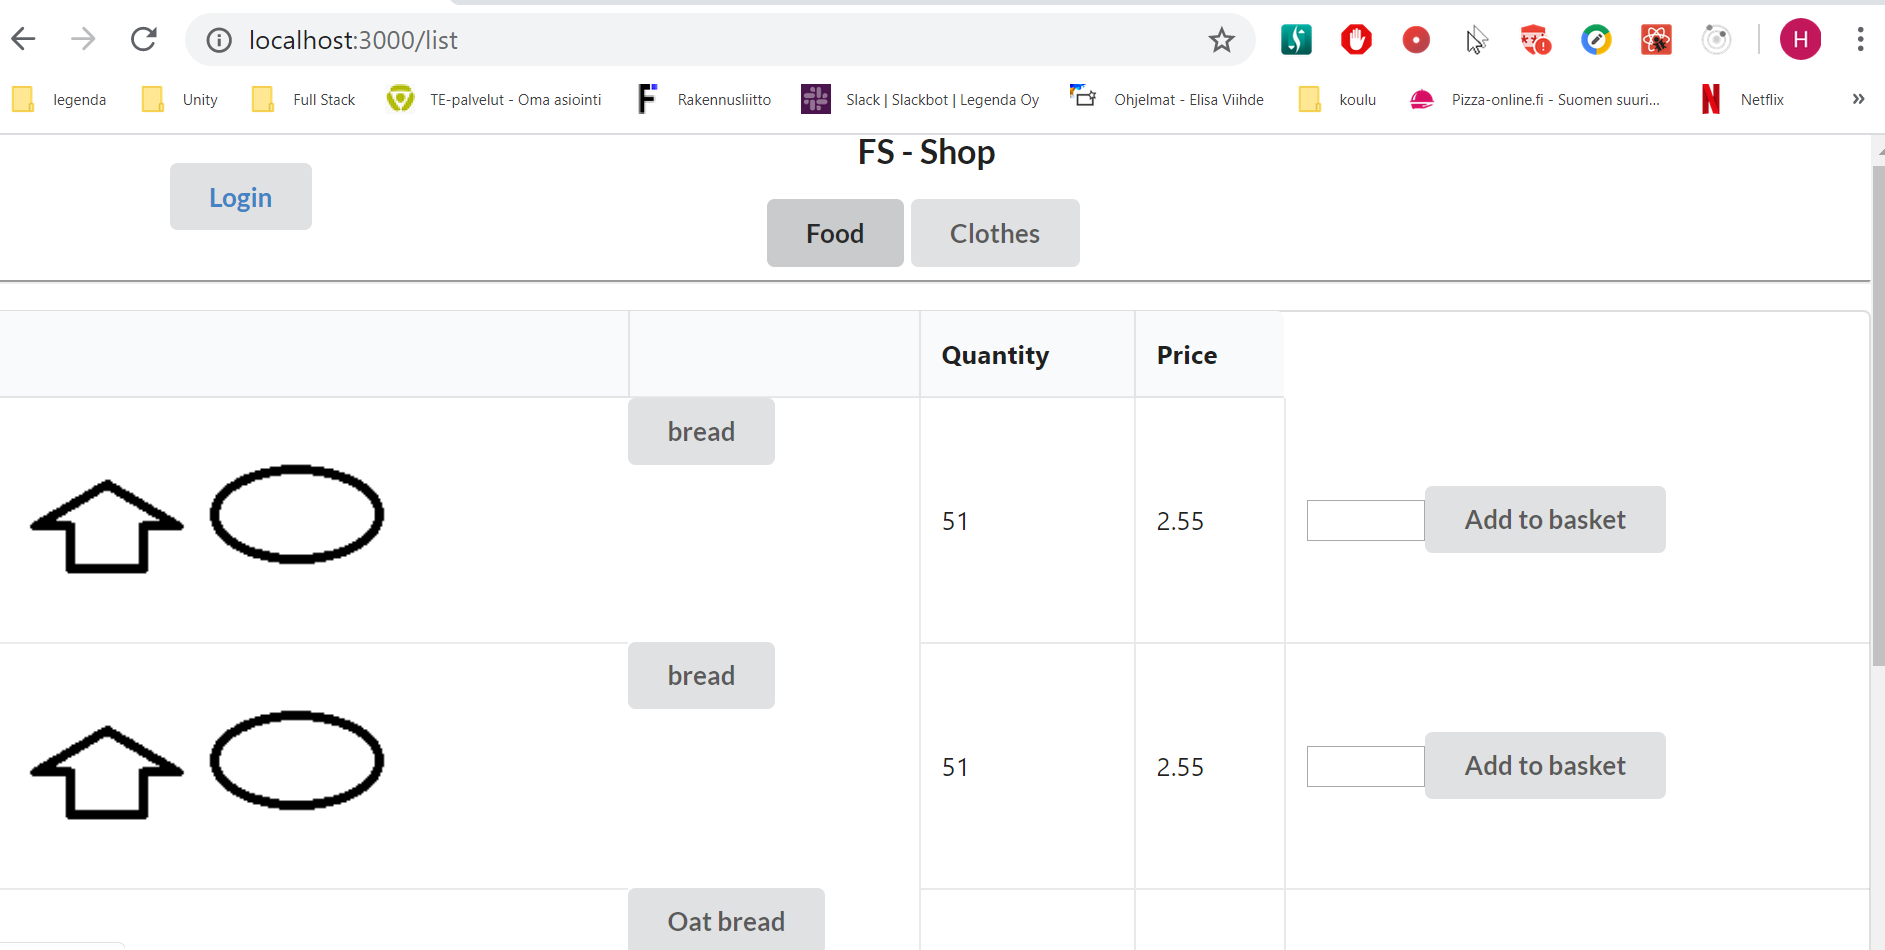 localhost:3000/list
H
legenda
Unity
Full Stack
TE-palvelut - Oma asiointi
Rakennusliitto
Slack | Slackbot | Legenda Oy
Ohjelmat - Elisa Viihde
koulu
Pizza-online.fi - Suomen suuri...
Netflix
»
FS - Shop
Login
Food
Clothes
Quantity
Price
bread
51
2.55
Add to basket
bread
51
2.55
Add to basket
Oat bread